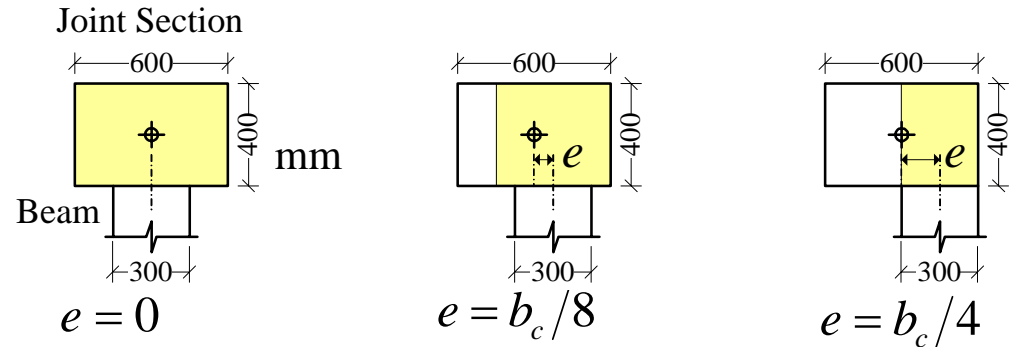 Joint Section
600
600
600
400
400
400
mm
e
e
Beam
300
300
300
e = 0
e = b_c/8
e = b_c/4